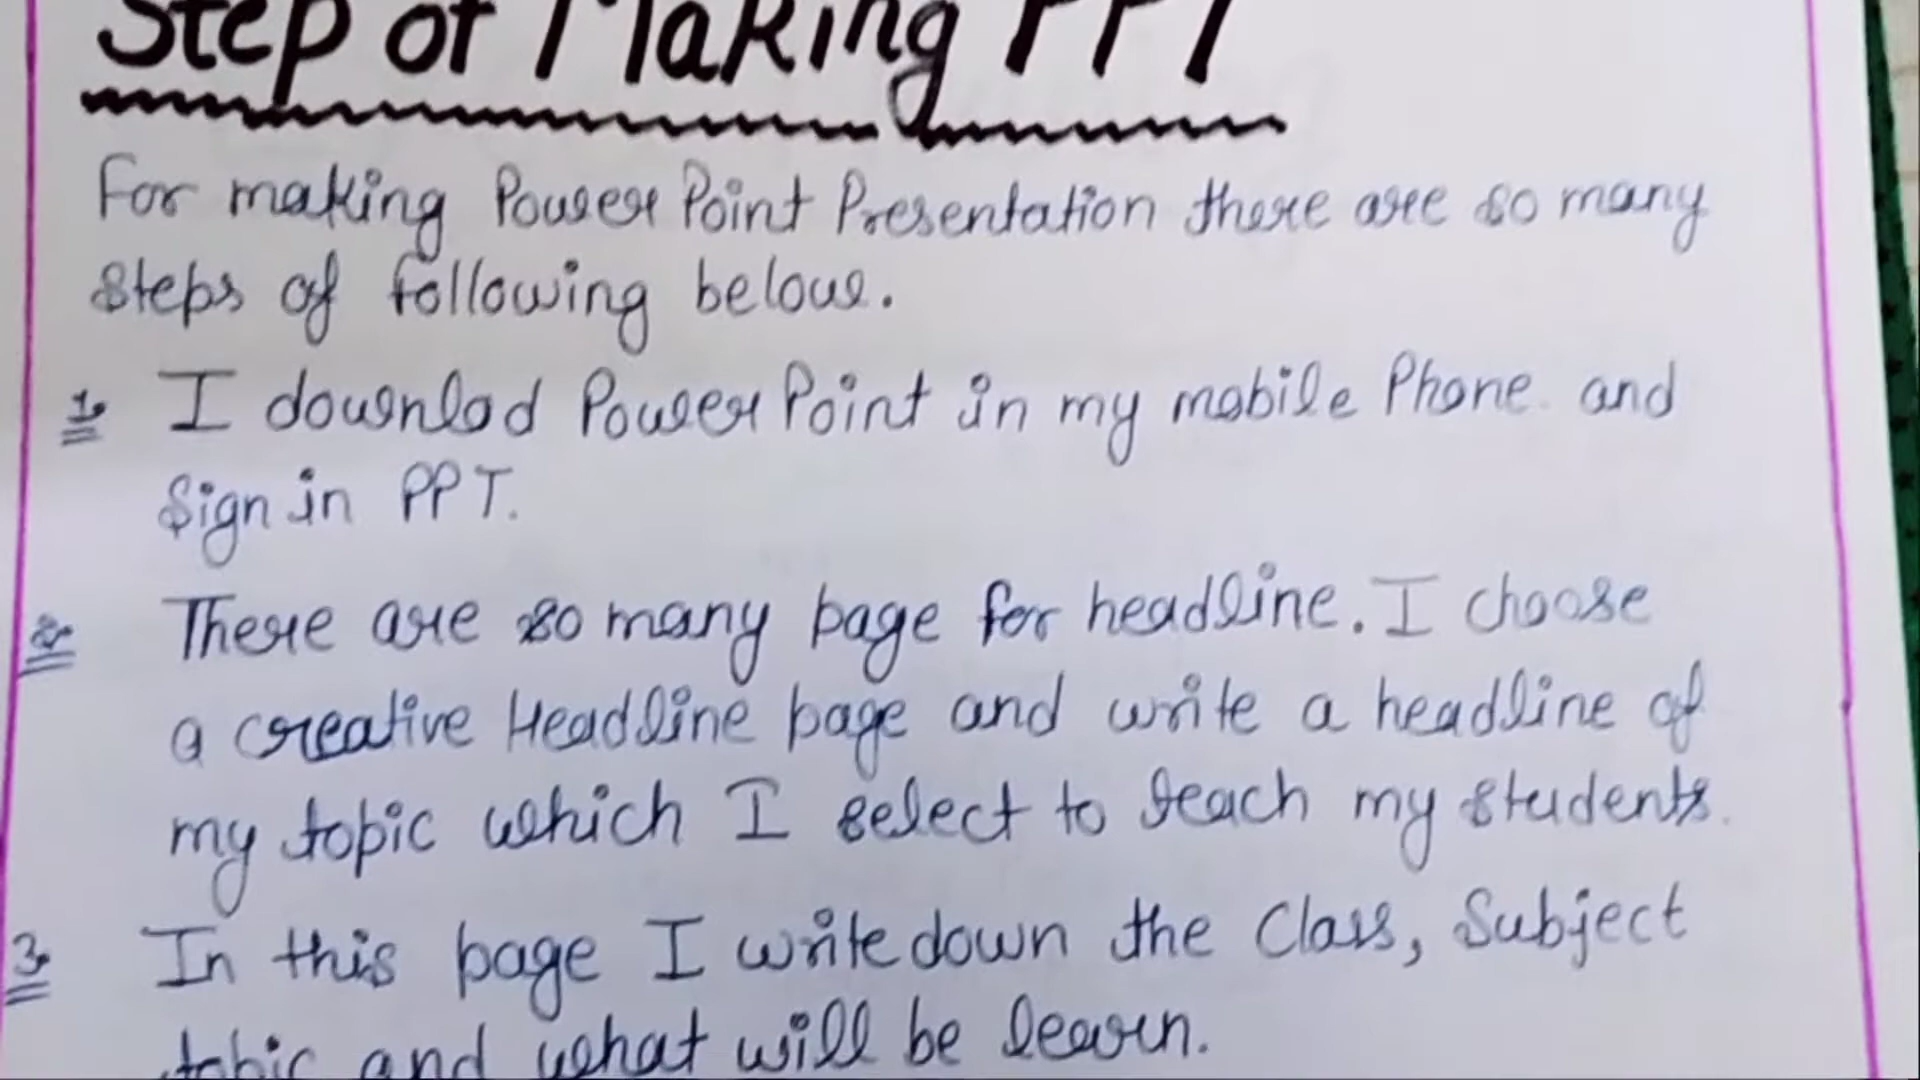 Step of Making PPT
For making Power Point Presentation there are so many
steps of following below.
1. I downlod Power Point in my mobile Phone and
Sign in PPT.
2. There are so many page for headline. I choose
a creative Headline page and write a headline of
my topic which I select to teach my students.
3. In this page I write down the Class, Subject
topic and what will be learn.